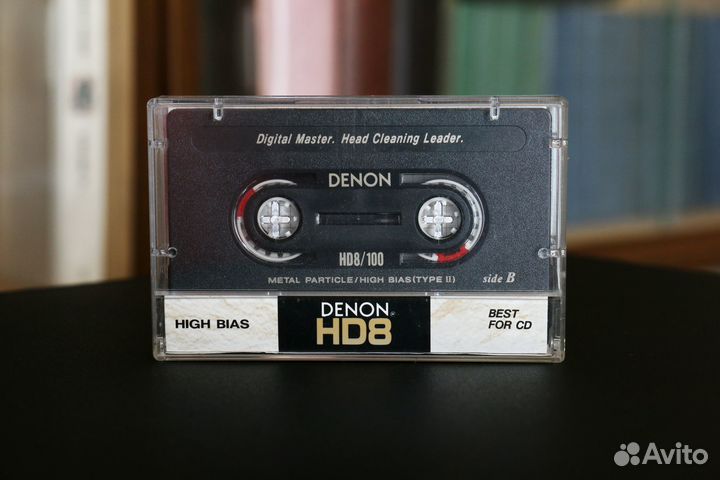 Digital Master. Head Cleaning Leader.
DENON
HD8/100
METAL PARTICLE/HIGH BIAS(TYPE II)
side B
HIGH BIAS
DENON
HD8
BEST
FOR CD
Avito